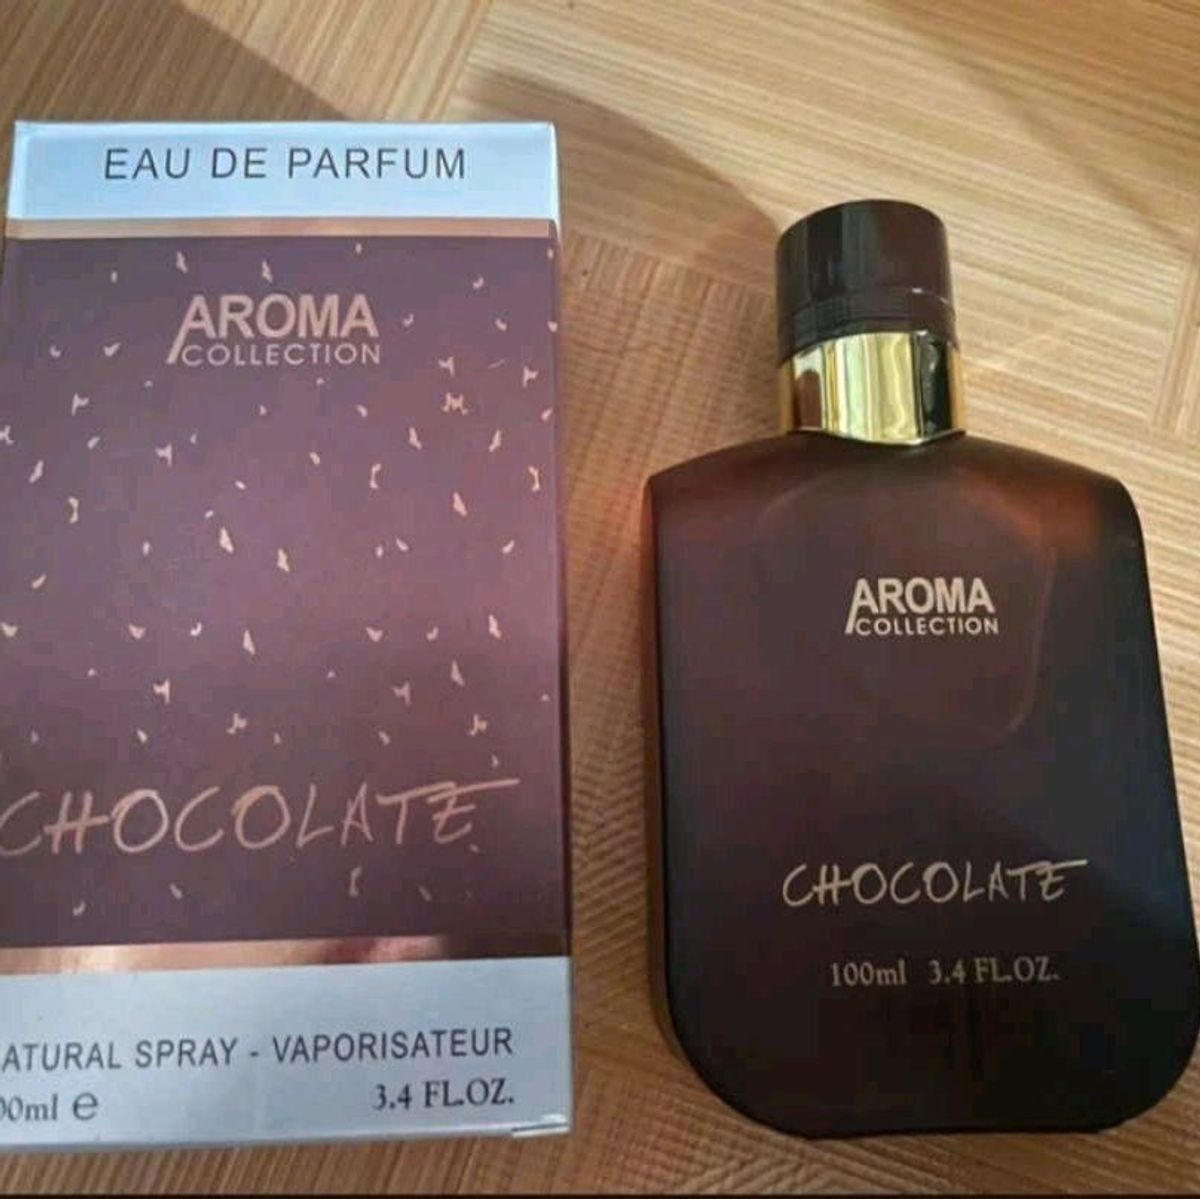 EAU DE PARFUM
AROMA
COLLECTION
CHOCOLATE
ATURAL SPRAY - VAPORISATEUR
00ml e 3.4 FL.OZ.
AROMA
COLLECTION
CHOCOLATE
100ml 3.4 FL.OZ.